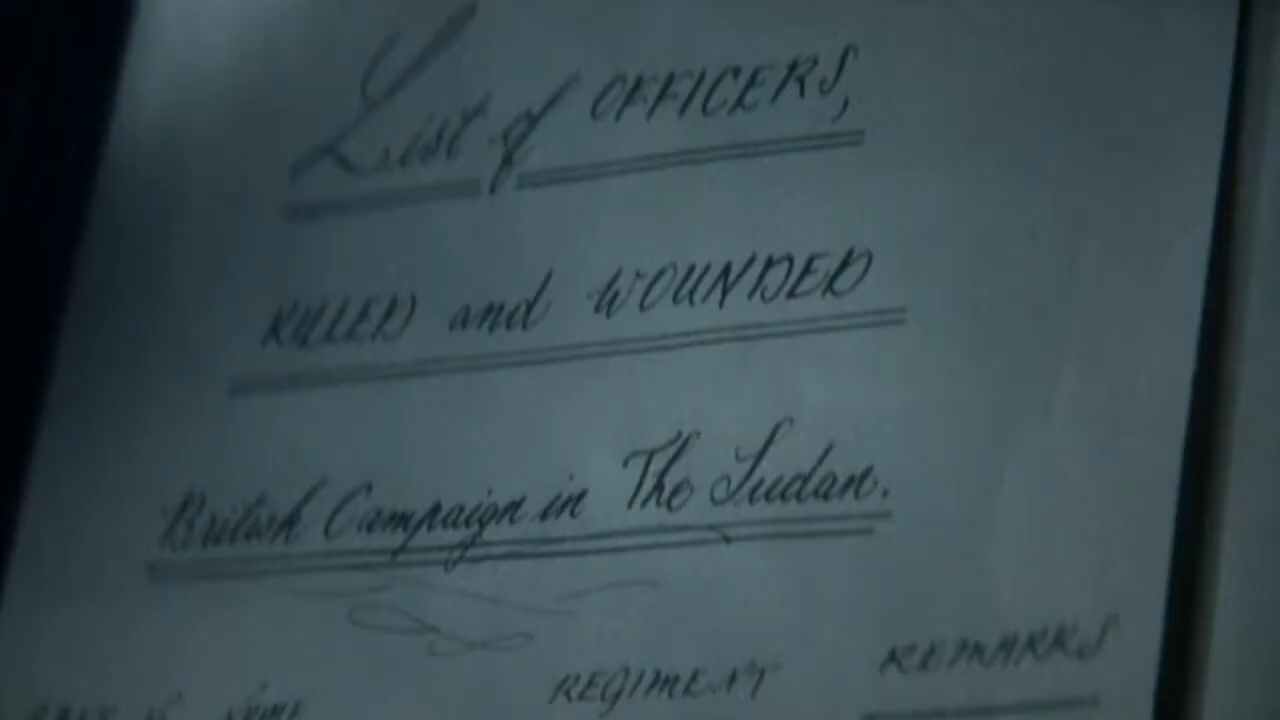 List of OFFICERS,
KILLED and WOUNDED
British Campaign in The Sudan.
REGIMENT REMARKS